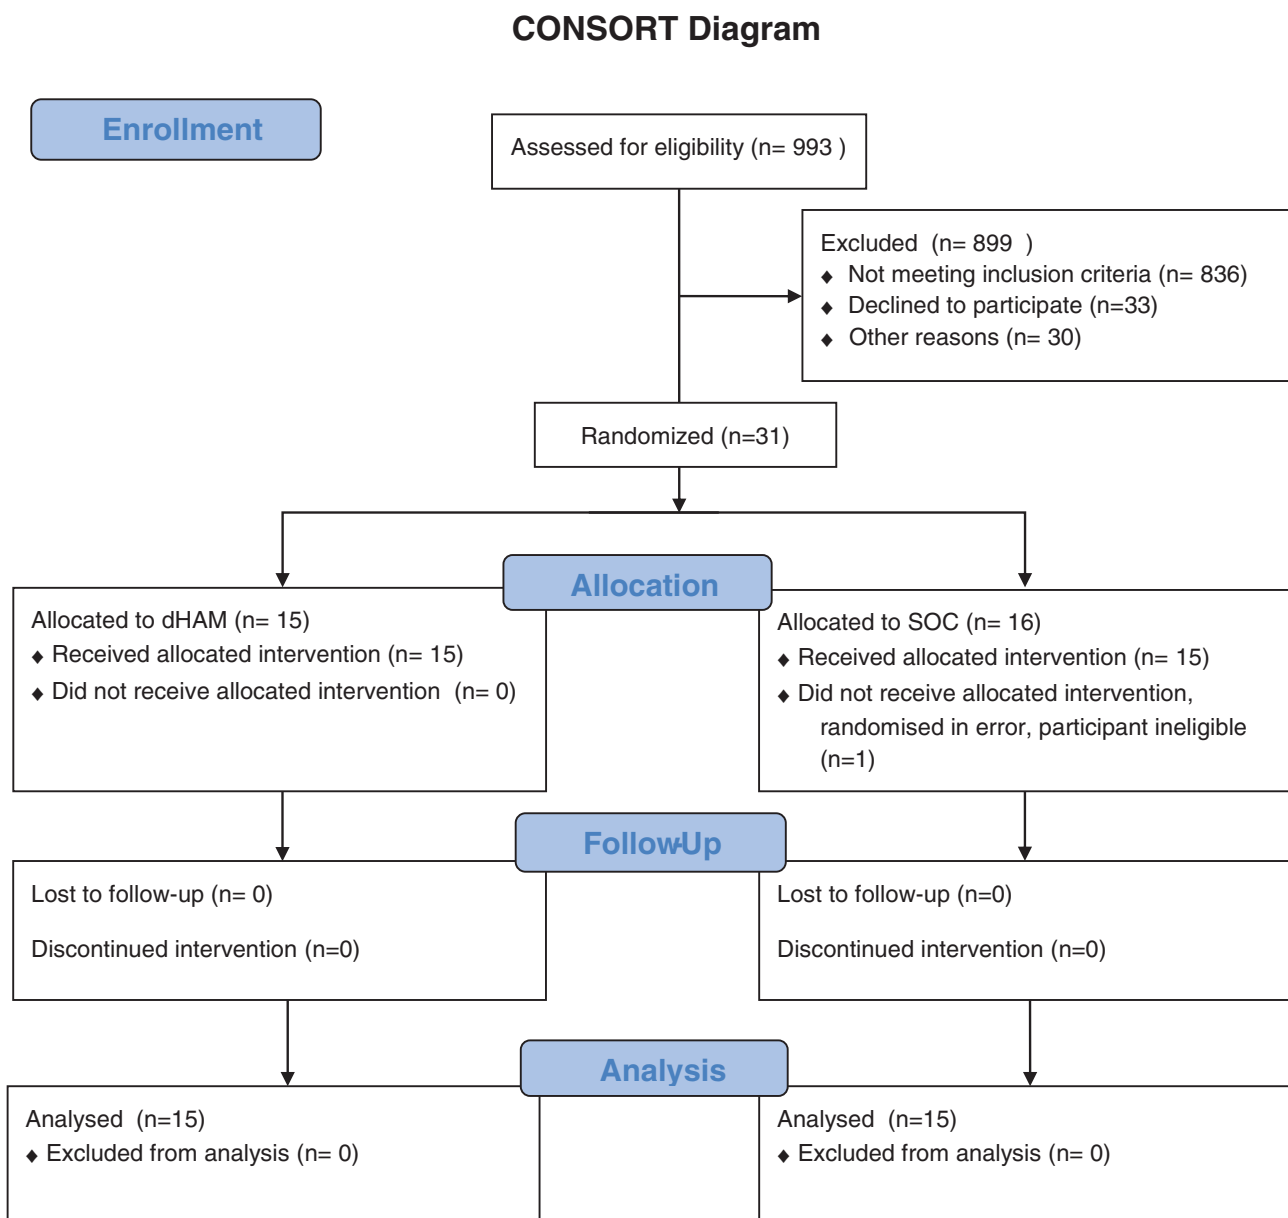 CONSORT Diagram
Enrollment
Assessed for eligibility (n= 993 )
Excluded (n= 899 )
♦ Not meeting inclusion criteria (n= 836)
♦ Declined to participate (n=33)
♦ Other reasons (n= 30)
Randomized (n=31)
Allocation
Allocated to dHAM (n= 15)
♦ Received allocated intervention (n= 15)
♦ Did not receive allocated intervention (n= 0)
Allocated to SOC (n= 16)
♦ Received allocated intervention (n= 15)
♦ Did not receive allocated intervention,
randomised in error, participant ineligible
(n=1)
Follow-Up
Lost to follow-up (n= 0)
Discontinued intervention (n=0)
Lost to follow-up (n=0)
Discontinued intervention (n=0)
Analysis
Analysed (n=15)
♦ Excluded from analysis (n= 0)
Analysed (n=15)
♦ Excluded from analysis (n= 0)